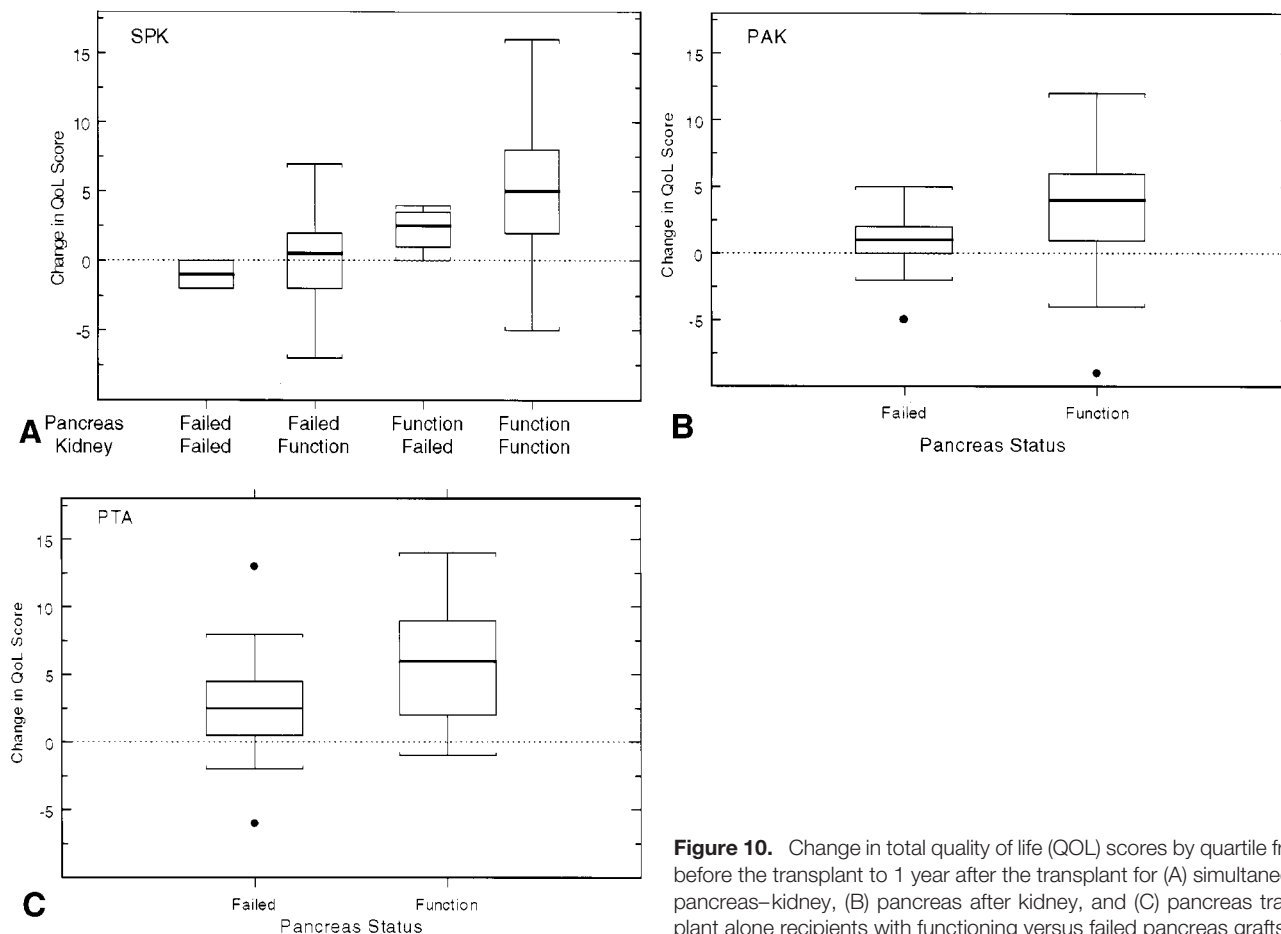 SPK
Change in QoL Score
15
10
5
0
-5
A
Pancreas Failed Failed Function Function
Kidney Failed Function Failed Function
PAK
Change in QoL Score
15
10
5
0
-5
Failed Function
Pancreas Status
B
PTA
Change in QoL Score
15
10
5
0
-5
Failed Function
Pancreas Status
C
Figure 10. Change in total quality of life (QOL) scores by quartile fr
before the transplant to 1 year after the transplant for (A) simultane
pancreas–kidney, (B) pancreas after kidney, and (C) pancreas tra
plant alone recipients with functioning versus failed pancreas grafts